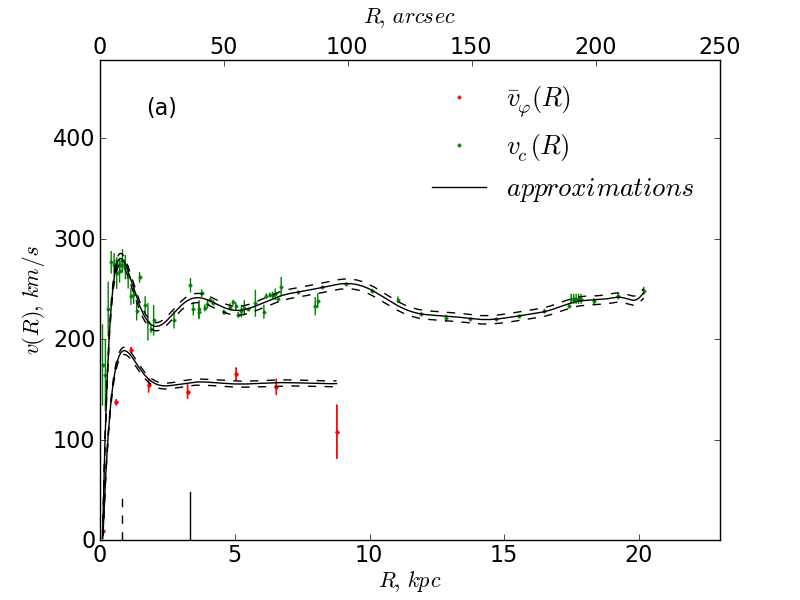 R, arcsec
0 50 100 150 200 250
(a)
v̄φ(R)
vc(R)
approximations
v(R), km/s
400
300
200
100
0
0 5 10 15 20
R, kpc